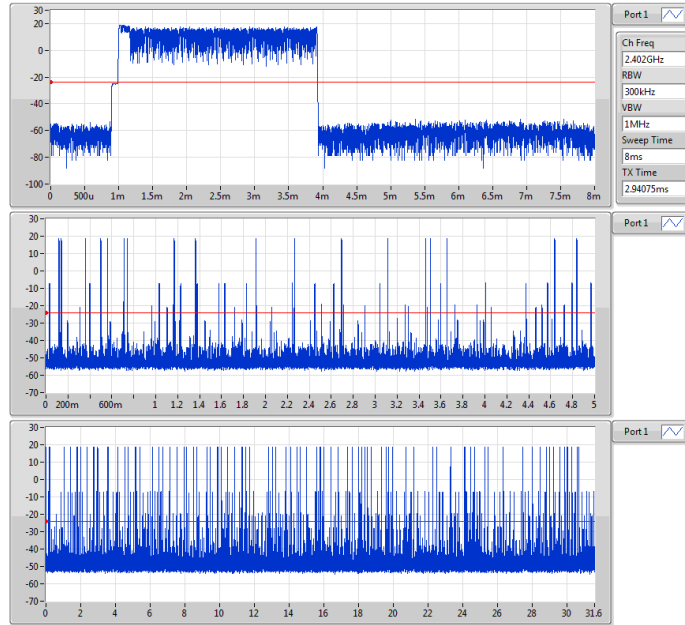 30-
20-
0-
-20-
-40-
-60-
-80-
-100-
0 500u 1m 1.5m 2m 2.5m 3m 3.5m 4m 4.5m 5m 5.5m 6m 6.5m 7m 7.5m 8m
Port 1
Ch Freq
2.402GHz
RBW
300kHz
VBW
1MHz
Sweep Time
8ms
TX Time
2.94075ms
30-
20-
10-
0-
-10-
-20-
-30-
-40-
-50-
-60-
-70-
0 200m 600m 1 1.2 1.4 1.6 1.8 2 2.2 2.4 2.6 2.8 3 3.2 3.4 3.6 3.8 4 4.2 4.4 4.6 4.8 5
Port 1
30-
20-
10-
0-
-10-
-20-
-30-
-40-
-50-
-60-
-70-
0 2 4 6 8 10 12 14 16 18 20 22 24 26 28 31.6
Port 1